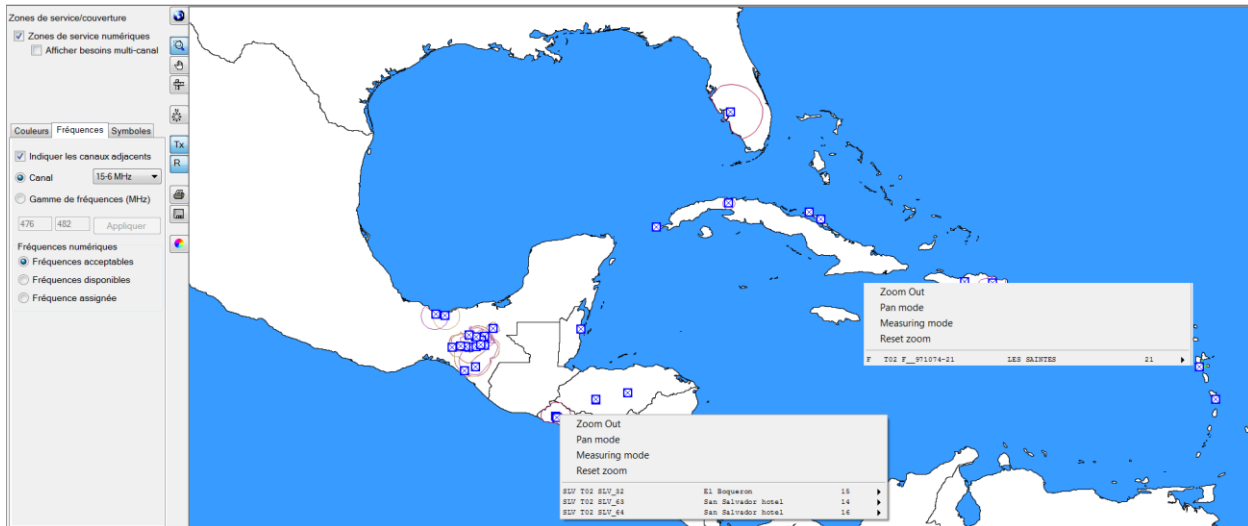 Zones de service/couverture
Zones de service numériques
Afficher besoins multi-canal
Couleurs Fréquences Symboles
Indiquer les canaux adjacents
Canal 15-6 MHz
Gamme de fréquences (MHz)
476 482 Appliquer
Fréquences numériques
Fréquences acceptables
Fréquences disponibles
Fréquence assignée
Tx
R
Zoom Out
Pan mode
Measuring mode
Reset zoom
F T02 F__971074-21 LES SAINTES 21
Zoom Out
Pan mode
Measuring mode
Reset zoom
SLV T02 SLV_32 El Boqueron 15
SLV T02 SLV_63 San Salvador hotel 14
SLV T02 SLV_64 San Salvador hotel 16